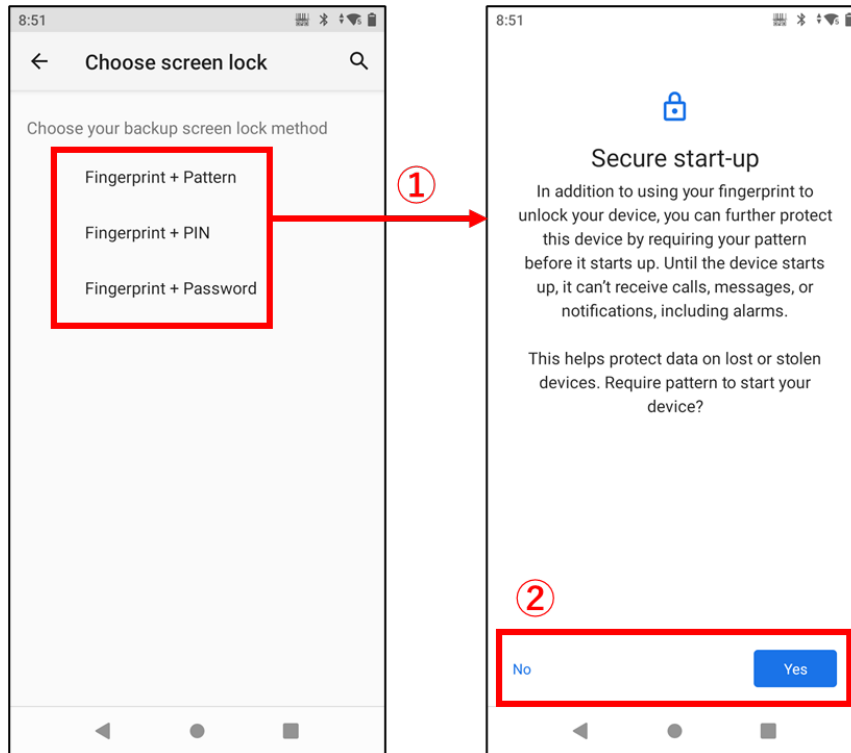 8:51
Choose screen lock
Choose your backup screen lock method
Fingerprint + Pattern
Fingerprint + PIN
Fingerprint + Password
①
8:51
Secure start-up
In addition to using your fingerprint to
unlock your device, you can further protect
this device by requiring your pattern
before it starts up. Until the device starts
up, it can't receive calls, messages, or
notifications, including alarms.
This helps protect data on lost or stolen
devices. Require pattern to start your
device?
②
No
Yes